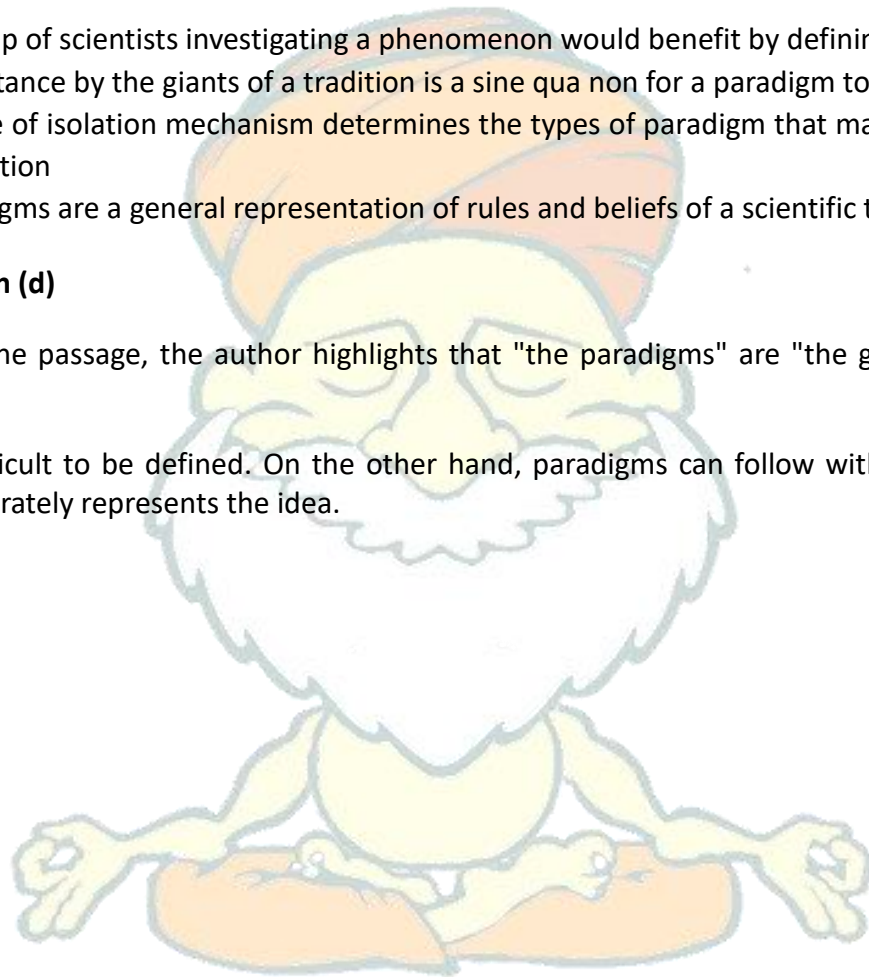 p of scientists investigating a phenomenon would benefit by definin
tance by the giants of a tradition is a sine qua non for a paradigm to
e of isolation mechanism determines the types of paradigm that ma
tion
gms are a general representation of rules and beliefs of a scientific t
n (d)
he passage, the author highlights that "the paradigms" are "the g
icult to be defined. On the other hand, paradigms can follow with
rately represents the idea.